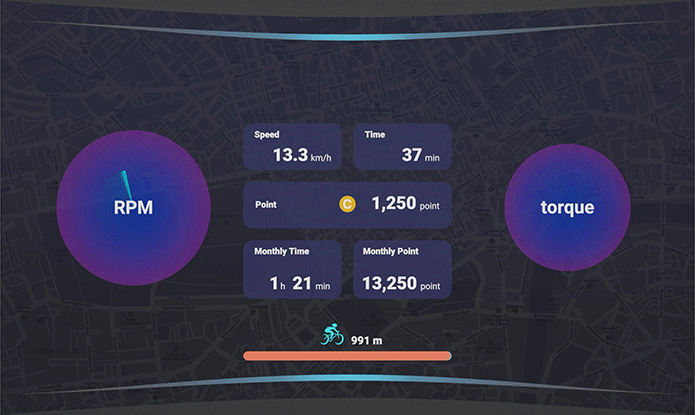 Speed
13.3 km/h
Time
37 min
RPM
Point
C 1,250 point
torque
Monthly Time
1 h 21 min
Monthly Point
13,250 point
991 m